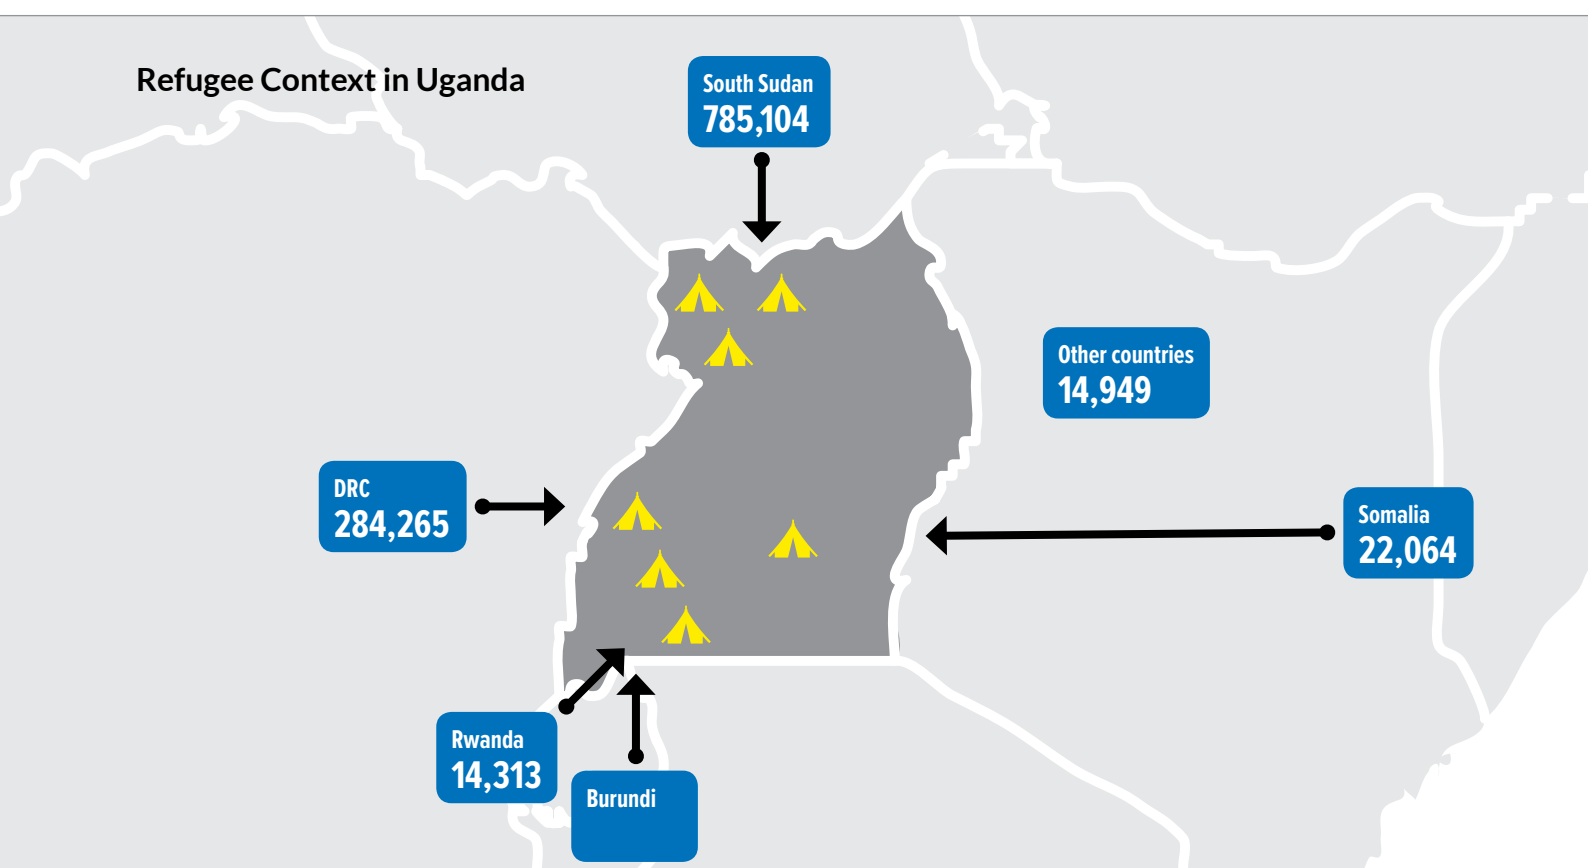 Refugee Context in Uganda
South Sudan
785,104
Other countries
14,949
DRC
284,265
Somalia
22,064
Rwanda
14,313
Burundi